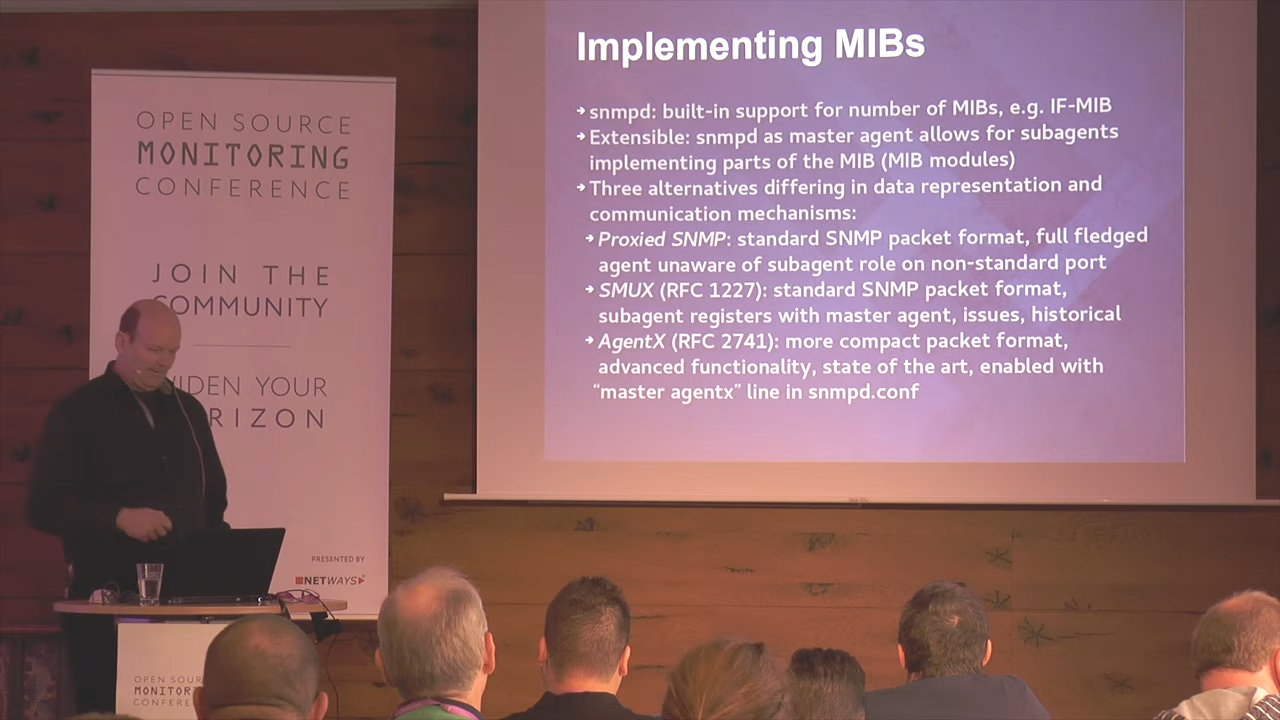 Implementing MIBs
→ snmpd: built-in support for number of MIBs, e.g. IF-MIB
→ Extensible: snmpd as master agent allows for subagents
implementing parts of the MIB (MIB modules)
→ Three alternatives differing in data representation and
communication mechanisms:
→ Proxied SNMP: standard SNMP packet format, full fledged
agent unaware of subagent role on non-standard port
→ SMUX (RFC 1227): standard SNMP packet format,
subagent registers with master agent, issues, historical
→ AgentX (RFC 2741): more compact packet format,
advanced functionality, state of the art, enabled with
“master agentx” line in snmpd.conf
OPEN SOURCE
MONITORING
CONFERENCE
JOIN THE
COMMUNITY
IDEN YOUR
RIZON
PRESENTED BY
NETWAYS
OPEN SOUR
MONITOR
CONFERE